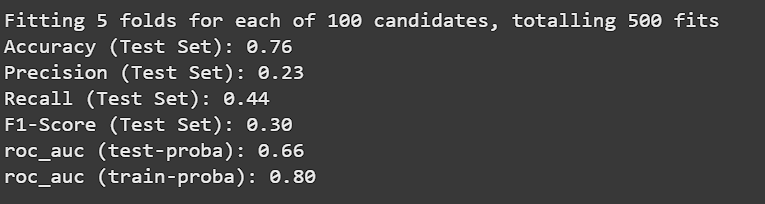 Fitting 5 folds for each of 100 candidates, totalling 500 fits
Accuracy (Test Set): 0.76
Precision (Test Set): 0.23
Recall (Test Set): 0.44
F1-Score (Test Set): 0.30
roc_auc (test-proba): 0.66
roc_auc (train-proba): 0.80